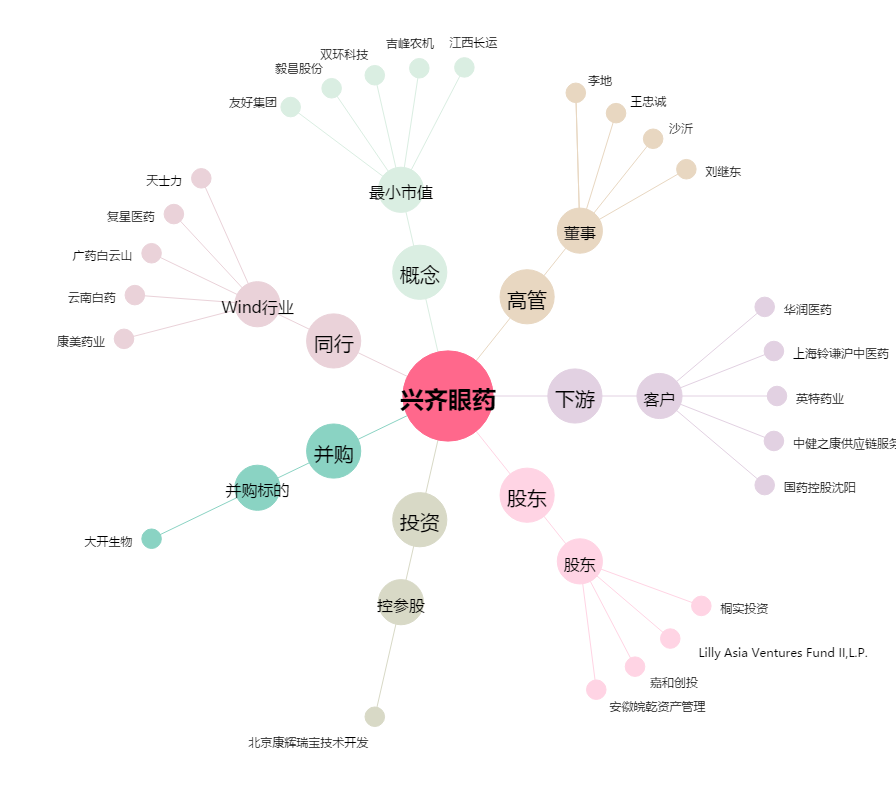 江西长运
吉峰农机
双环科技
毅昌股份
友好集团
最小市值
概念
李地
王忠诚
沙沂
刘继东
董事
高管
天士力
复星医药
广药白云山
云南白药
康美药业
Wind行业
同行
兴齐眼药
下游
客户
华润医药
上海铃谦沪中医药
英特药业
中健之康供应链服务
国药控股沈阳
并购
并购标的
大开生物
投资
控参股
北京康辉瑞宝技术开发
股东
股东
桐实投资
Lilly Asia Ventures Fund II,L.P.
嘉和创投
安徽皖乾资产管理